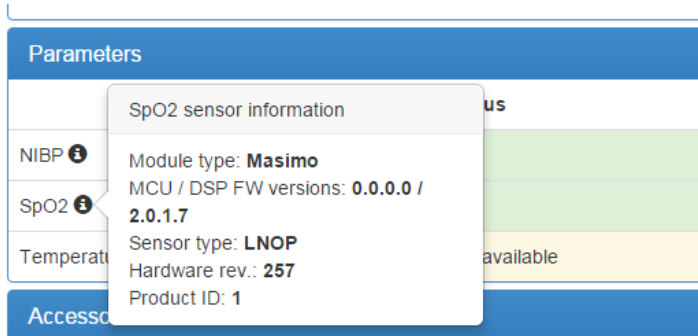 Parameters
SpO2 sensor information
us
NIBP
Module type: Masimo
MCU / DSP FW versions: 0.0.0.0 /
2.0.1.7
SpO2
Sensor type: LNOP
Temperatu
available
Hardware rev.: 257
Product ID: 1
Accesso